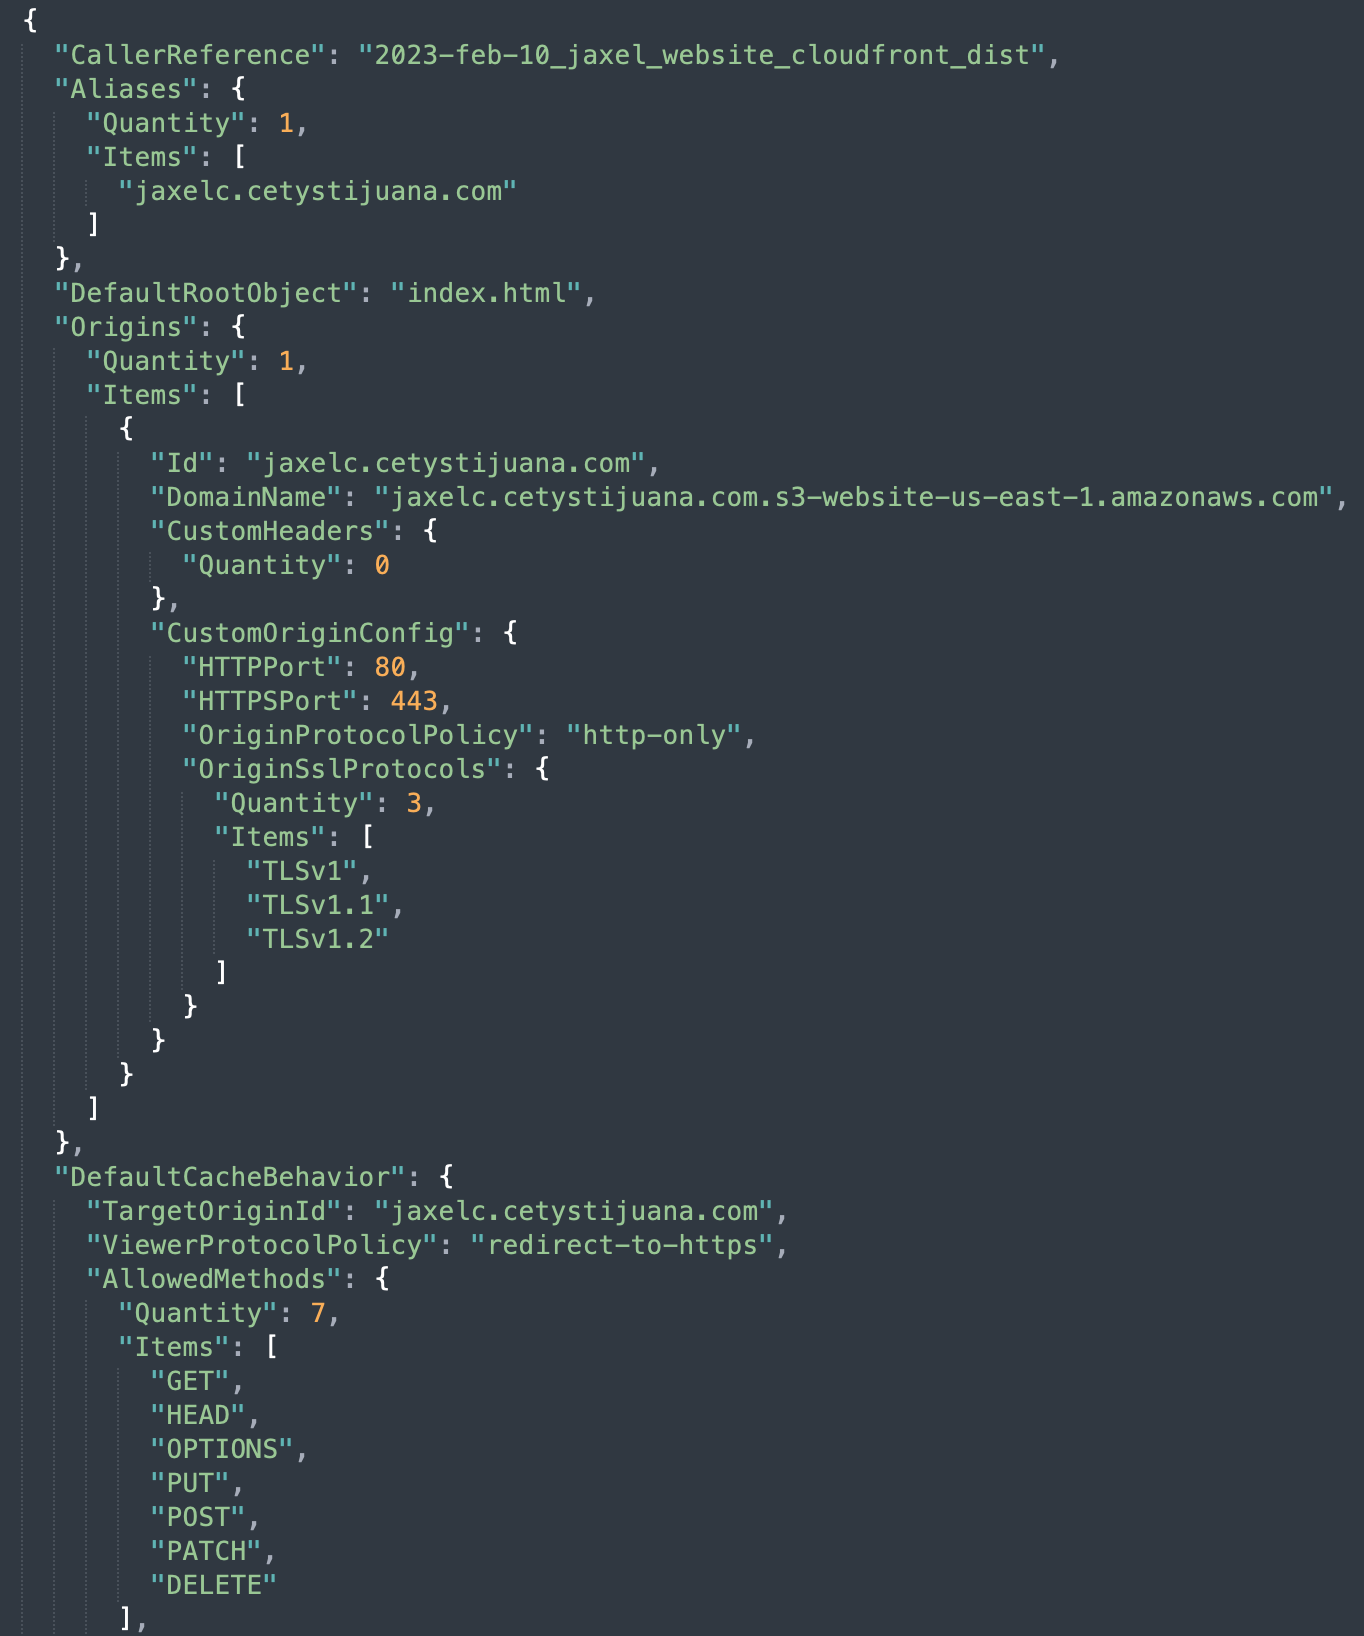 {
  "CallerReference": "2023-feb-10_jaxel_website_cloudfront_dist",
  "Aliases": {
    "Quantity": 1,
    "Items": [
      "jaxelc.cetystijuana.com"
    ]
  },
  "DefaultRootObject": "index.html",
  "Origins": {
    "Quantity": 1,
    "Items": [
      {
        "Id": "jaxelc.cetystijuana.com",
        "DomainName": "jaxelc.cetystijuana.com.s3-website-us-east-1.amazonaws.com",
        "CustomHeaders": {
          "Quantity": 0
        },
        "CustomOriginConfig": {
          "HTTPPort": 80,
          "HTTPSPort": 443,
          "OriginProtocolPolicy": "http-only",
          "OriginSslProtocols": {
            "Quantity": 3,
            "Items": [
              "TLSv1",
              "TLSv1.1",
              "TLSv1.2"
            ]
          }
        }
      }
    ]
  },
  "DefaultCacheBehavior": {
    "TargetOriginId": "jaxelc.cetystijuana.com",
    "ViewerProtocolPolicy": "redirect-to-https",
    "AllowedMethods": {
      "Quantity": 7,
      "Items": [
        "GET",
        "HEAD",
        "OPTIONS",
        "PUT",
        "POST",
        "PATCH",
        "DELETE"
      ],